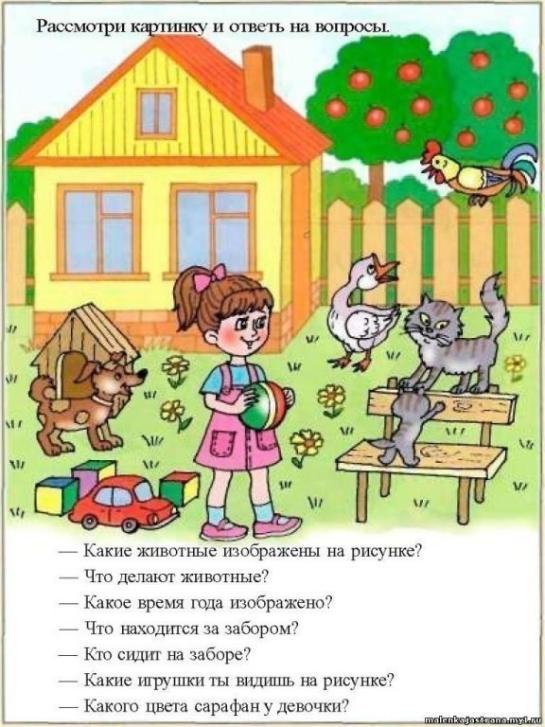 Рассмотри картинку и ответь на вопросы.
— Какие животные изображены на рисунке?
— Что делают животные?
— Какое время года изображено?
— Что находится за забором?
— Кто сидит на заборе?
— Какие игрушки ты видишь на рисунке?
— Какого цвета сарафан у девочки?
malenkajastrana.my1.ru